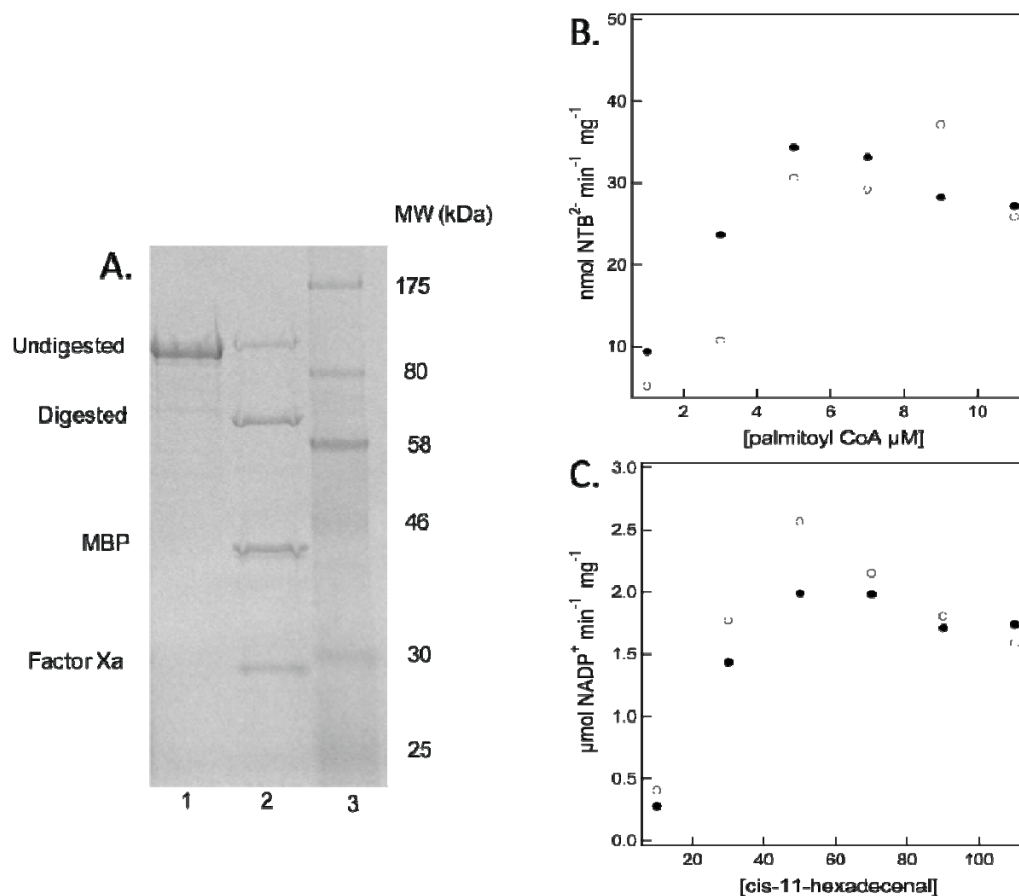 A.
MW (kDa)
175
Undigested
80
Digested
58
46
MBP
30
Factor Xa
25
1
2
3
B.
50
40
30
20
10
nmol NTB²⁻ min⁻¹ mg⁻¹
2
4
6
8
10
[palmitoyl CoA µM]
C.
3.0
2.5
2.0
1.5
1.0
0.5
0.0
µmol NADP⁺ min⁻¹ mg⁻¹
20
40
60
80
100
[cis-11-hexadecenal]